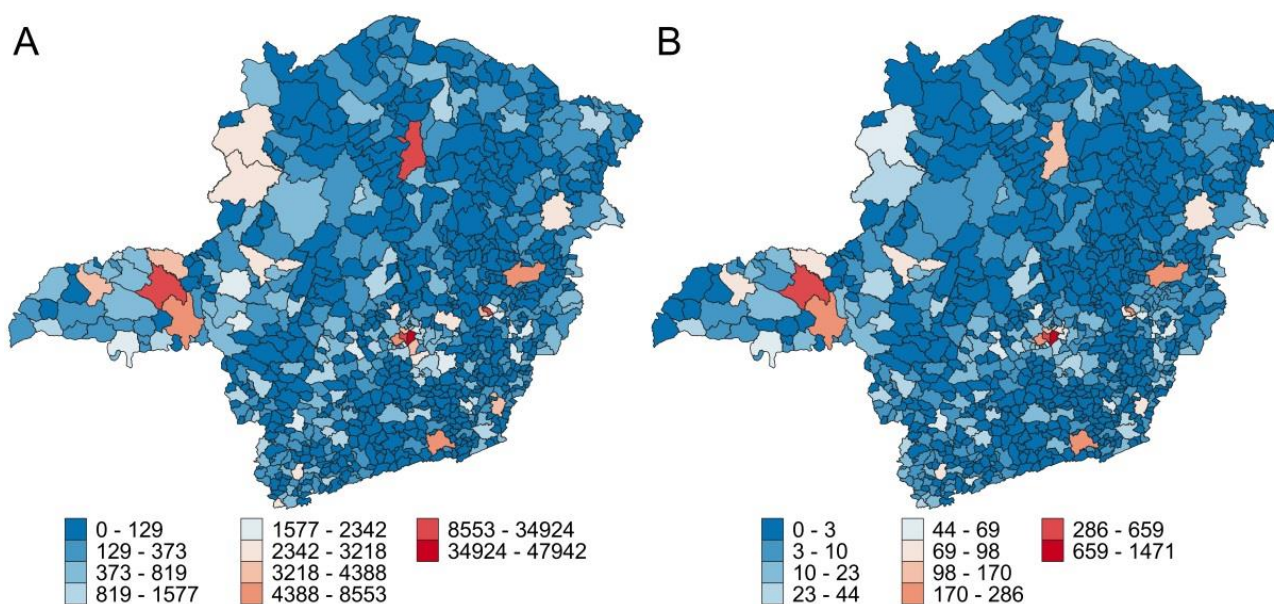 A
B
0 - 129
129 - 373
373 - 819
819 - 1577
1577 - 2342
2342 - 3218
3218 - 4388
4388 - 8553
8553 - 34924
34924 - 47942
0 - 3
3 - 10
10 - 23
23 - 44
44 - 69
69 - 98
98 - 170
170 - 286
286 - 659
659 - 1471